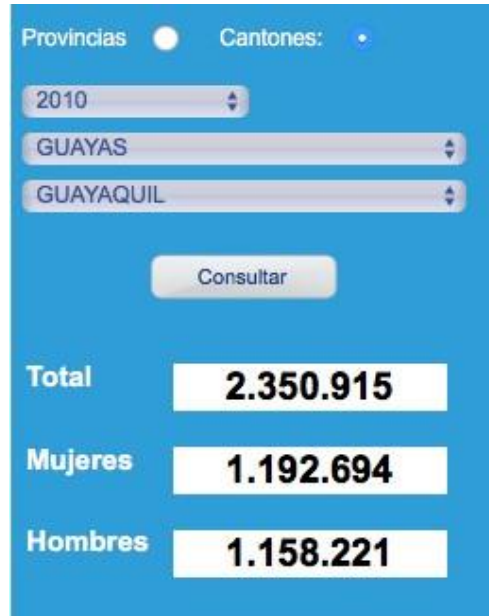 Provincias Cantones:
2010
GUAYAS
GUAYAQUIL
Consultar
Total 2.350.915
Mujeres 1.192.694
Hombres 1.158.221